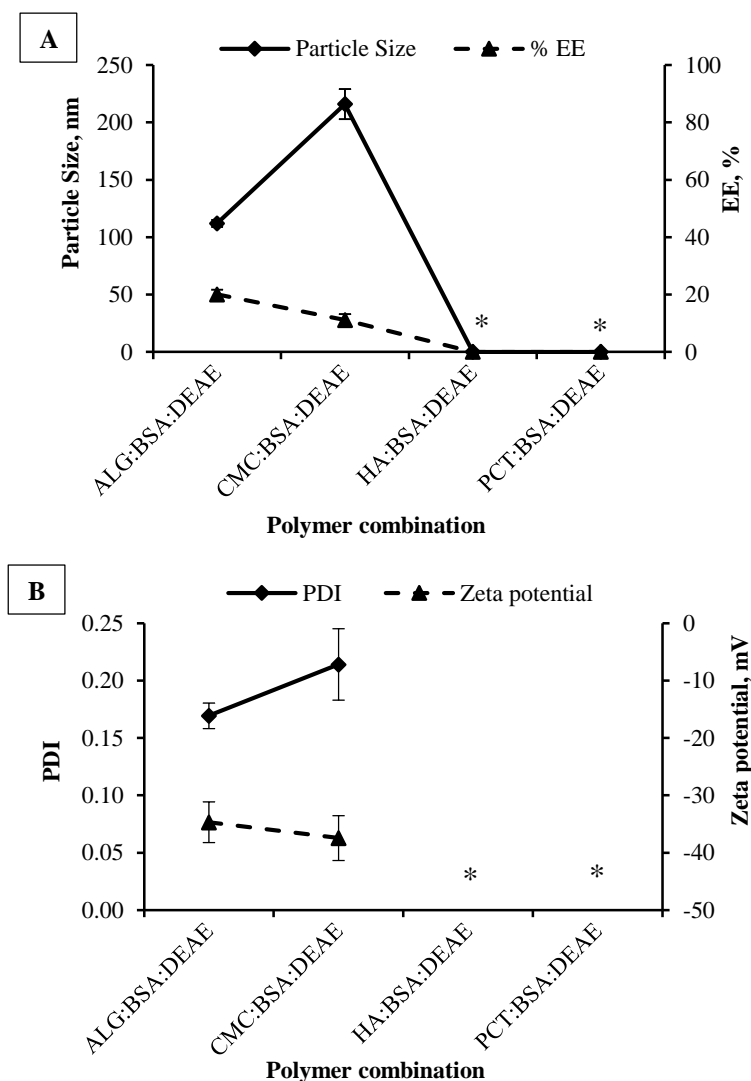 A
Particle Size
% EE
250
200
150
100
50
0
Particle Size, nm
100
80
60
40
20
0
EE, %
*
*
ALG:BSA:DEAE
CMC:BSA:DEAE
HA:BSA:DEAE
PCT:BSA:DEAE
Polymer combination
B
PDI
Zeta potential
0.25
0.20
0.15
0.10
0.05
0.00
PDI
0
-10
-20
-30
-40
-50
Zeta potential, mV
*
*
ALG:BSA:DEAE
CMC:BSA:DEAE
HA:BSA:DEAE
PCT:BSA:DEAE
Polymer combination